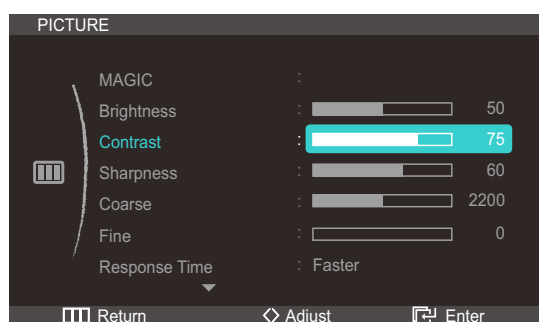 PICTURE
MAGIC :
Brightness : 50
Contrast : 75
Sharpness : 60
Coarse : 2200
Fine : 0
Response Time : Faster
Return Adjust Enter